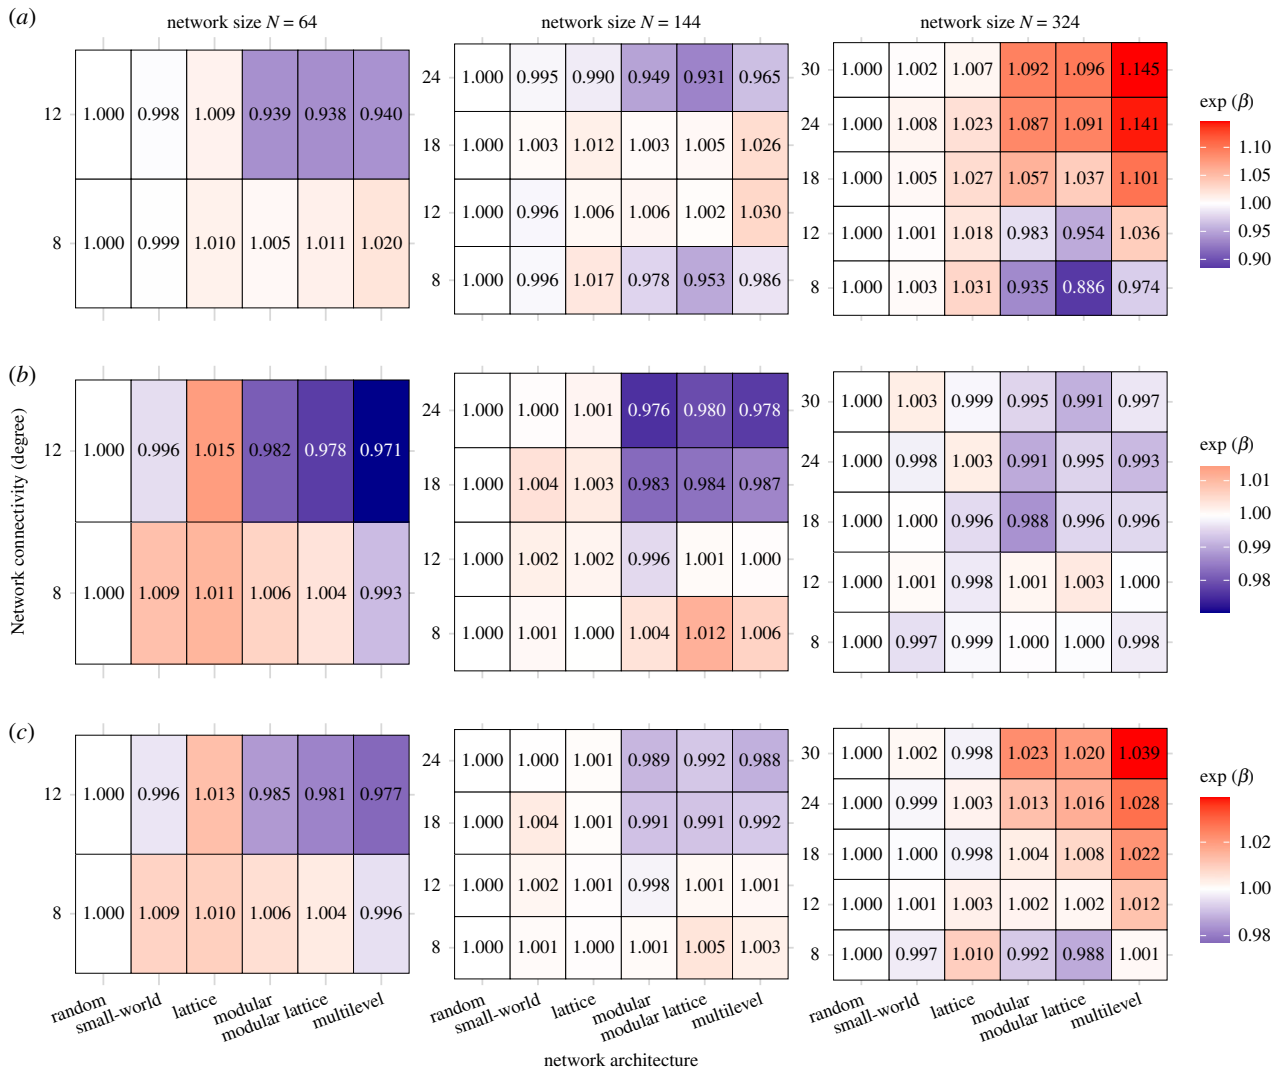 (a)
network size N = 64
network size N = 144
network size N = 324
12 1.000 0.998 1.009 0.939 0.938 0.940
8 1.000 0.999 1.010 1.005 1.011 1.020
24 1.000 0.995 0.990 0.949 0.931 0.965
18 1.000 1.003 1.012 1.003 1.005 1.026
12 1.000 0.996 1.006 1.006 1.002 1.030
8 1.000 0.996 1.017 0.978 0.953 0.986
30 1.000 1.002 1.007 1.092 1.096 1.145
24 1.000 1.008 1.023 1.087 1.091 1.141
18 1.000 1.005 1.027 1.057 1.037 1.101
12 1.000 1.001 1.018 0.983 0.954 1.036
8 1.000 1.003 1.031 0.935 0.886 0.974
exp (β)
1.10
1.05
1.00
0.95
0.90
(b)
Network connectivity (degree)
12 1.000 0.996 1.015 0.982 0.978 0.971
8 1.000 1.009 1.011 1.006 1.004 0.993
24 1.000 1.000 1.001 0.976 0.980 0.978
18 1.000 1.004 1.003 0.983 0.984 0.987
12 1.000 1.002 1.002 0.996 1.001 1.000
8 1.000 1.001 1.000 1.004 1.012 1.006
30 1.000 1.003 0.999 0.995 0.991 0.997
24 1.000 0.998 1.003 0.991 0.995 0.993
18 1.000 1.000 0.996 0.988 0.996 0.996
12 1.000 1.001 0.998 1.001 1.003 1.000
8 1.000 0.997 0.999 1.000 1.000 0.998
exp (β)
1.01
1.00
0.99
0.98
(c)
12 1.000 0.996 1.013 0.985 0.981 0.977
8 1.000 1.009 1.010 1.006 1.004 0.996
24 1.000 1.000 1.001 0.989 0.992 0.988
18 1.000 1.004 1.001 0.991 0.991 0.992
12 1.000 1.002 1.001 0.998 1.001 1.001
8 1.000 1.001 1.000 1.001 1.005 1.003
30 1.000 1.002 0.998 1.023 1.020 1.039
24 1.000 0.999 1.003 1.013 1.016 1.028
18 1.000 1.000 0.998 1.004 1.008 1.022
12 1.000 1.001 1.003 1.002 1.002 1.012
8 1.000 0.997 1.010 0.992 0.988 1.001
exp (β)
1.02
1.00
0.98
random small-world lattice modular modular lattice multilevel
random small-world lattice modular modular lattice multilevel
random small-world lattice modular modular lattice multilevel
network architecture